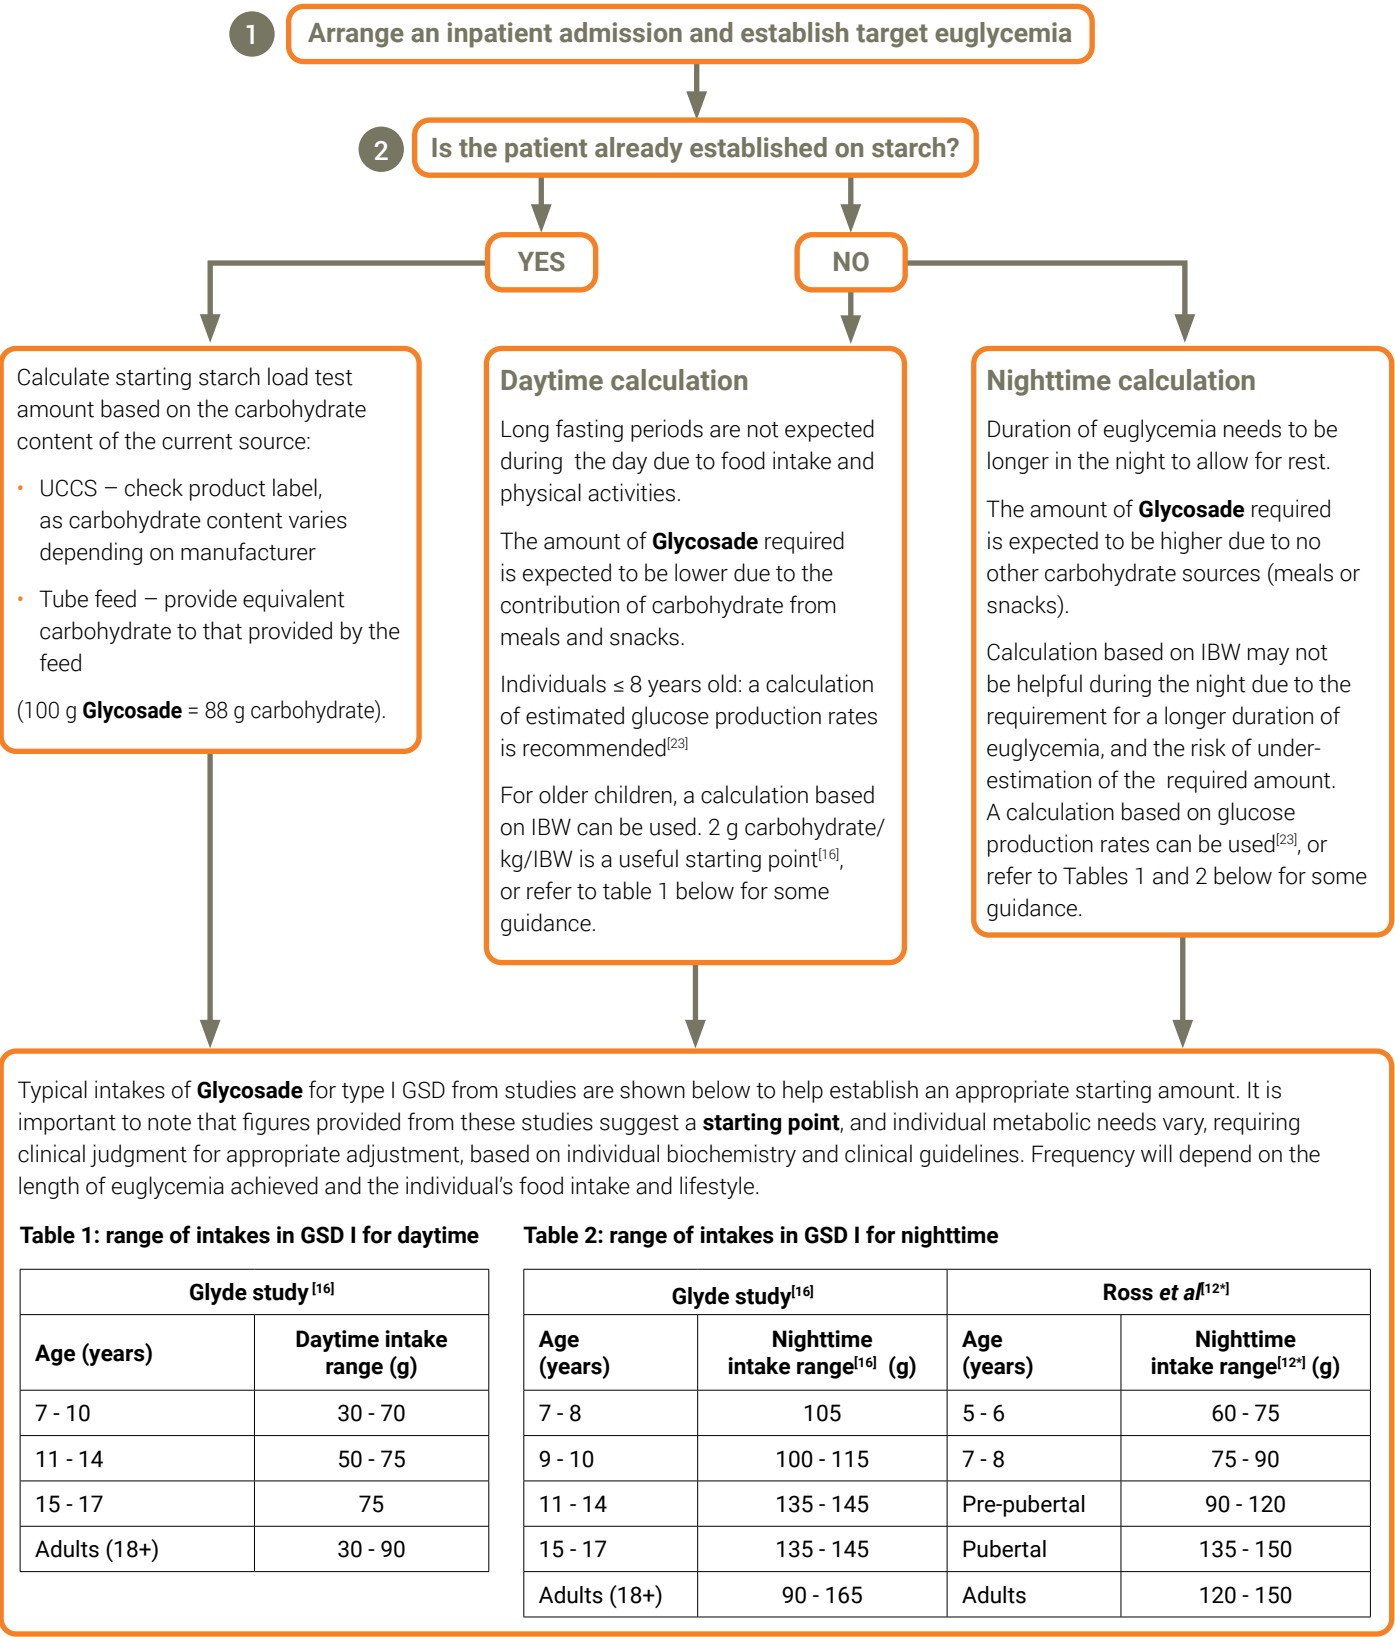 1
Arrange an inpatient admission and establish target euglycemia
2
Is the patient already established on starch?
YES
NO
Calculate starting starch load test
amount based on the carbohydrate
content of the current source:
• UCCS – check product label,
as carbohydrate content varies
depending on manufacturer
• Tube feed – provide equivalent
carbohydrate to that provided by the
feed
(100 g Glycosade = 88 g carbohydrate).
Daytime calculation
Long fasting periods are not expected
during the day due to food intake and
physical activities.
The amount of Glycosade required
is expected to be lower due to the
contribution of carbohydrate from
meals and snacks.
Individuals ≤ 8 years old: a calculation
of estimated glucose production rates
is recommended[23]
For older children, a calculation based
on IBW can be used. 2 g carbohydrate/
kg/IBW is a useful starting point[16],
or refer to table 1 below for some
guidance.
Nighttime calculation
Duration of euglycemia needs to be
longer in the night to allow for rest.
The amount of Glycosade required
is expected to be higher due to no
other carbohydrate sources (meals or
snacks).
Calculation based on IBW may not
be helpful during the night due to the
requirement for a longer duration of
euglycemia, and the risk of under-
estimation of the required amount.
A calculation based on glucose
production rates can be used[23], or
refer to Tables 1 and 2 below for some
guidance.
Typical intakes of Glycosade for type I GSD from studies are shown below to help establish an appropriate starting amount. It is
important to note that figures provided from these studies suggest a starting point, and individual metabolic needs vary, requiring
clinical judgment for appropriate adjustment, based on individual biochemistry and clinical guidelines. Frequency will depend on the
length of euglycemia achieved and the individual's food intake and lifestyle.
Table 1: range of intakes in GSD I for daytime
Glyde study [16]
Age (years) Daytime intake
range (g)
7 - 10 30 - 70
11 - 14 50 - 75
15 - 17 75
Adults (18+) 30 - 90
Table 2: range of intakes in GSD I for nighttime
Glyde study[16] Ross et al[12*]
Age
(years) Nighttime
intake range[16] (g) Age
(years) Nighttime
intake range[12*] (g)
7 - 8 105 5 - 6 60 - 75
9 - 10 100 - 115 7 - 8 75 - 90
11 - 14 135 - 145 Pre-pubertal 90 - 120
15 - 17 135 - 145 Pubertal 135 - 150
Adults (18+) 90 - 165 Adults 120 - 150